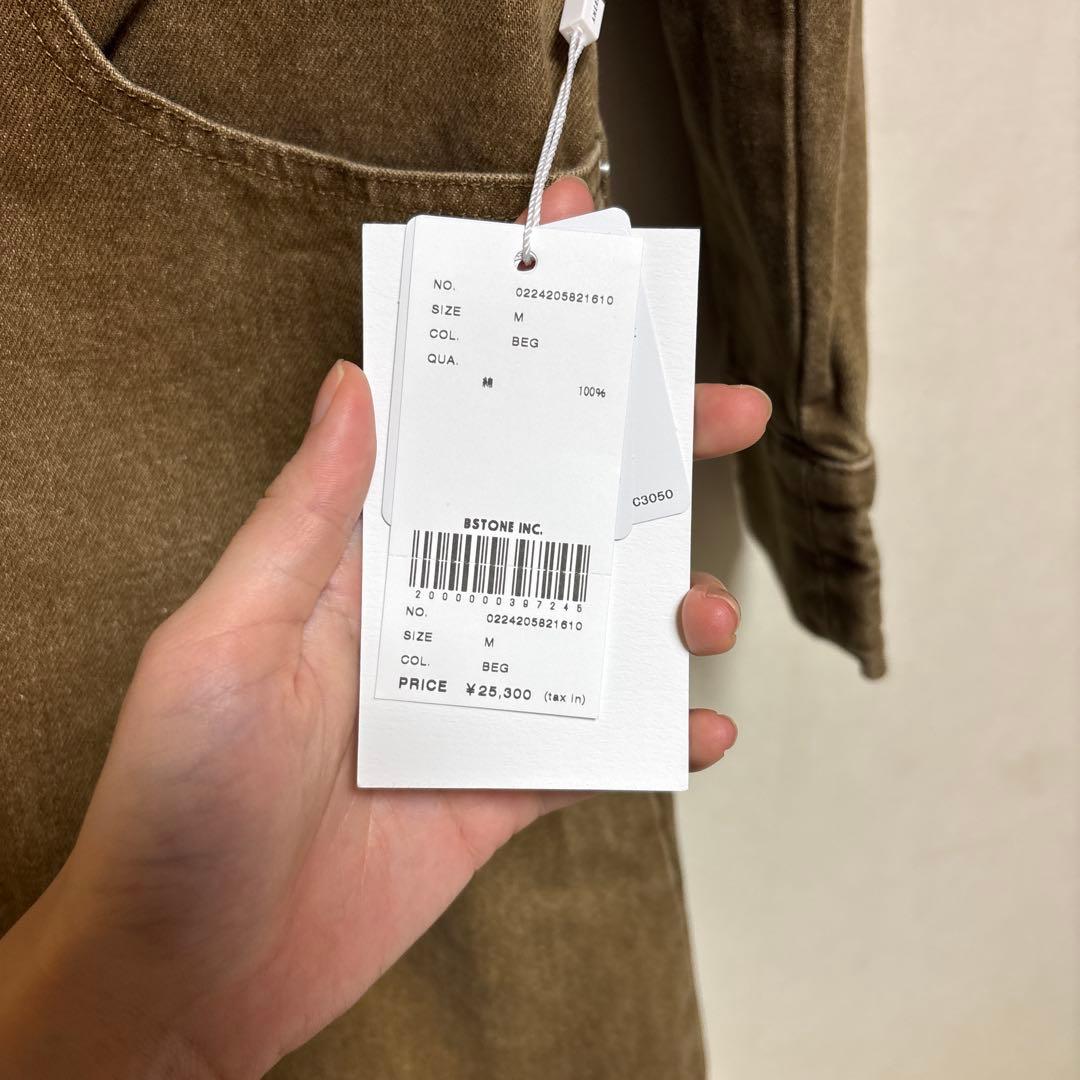 NO. 0224205821610
SIZE M
COL. BEG
QUA.
綿 100%
C3050
BSTONE INC.
2000000397245
NO. 0224205821610
SIZE M
COL. BEG
PRICE ¥25,300 (tax in)